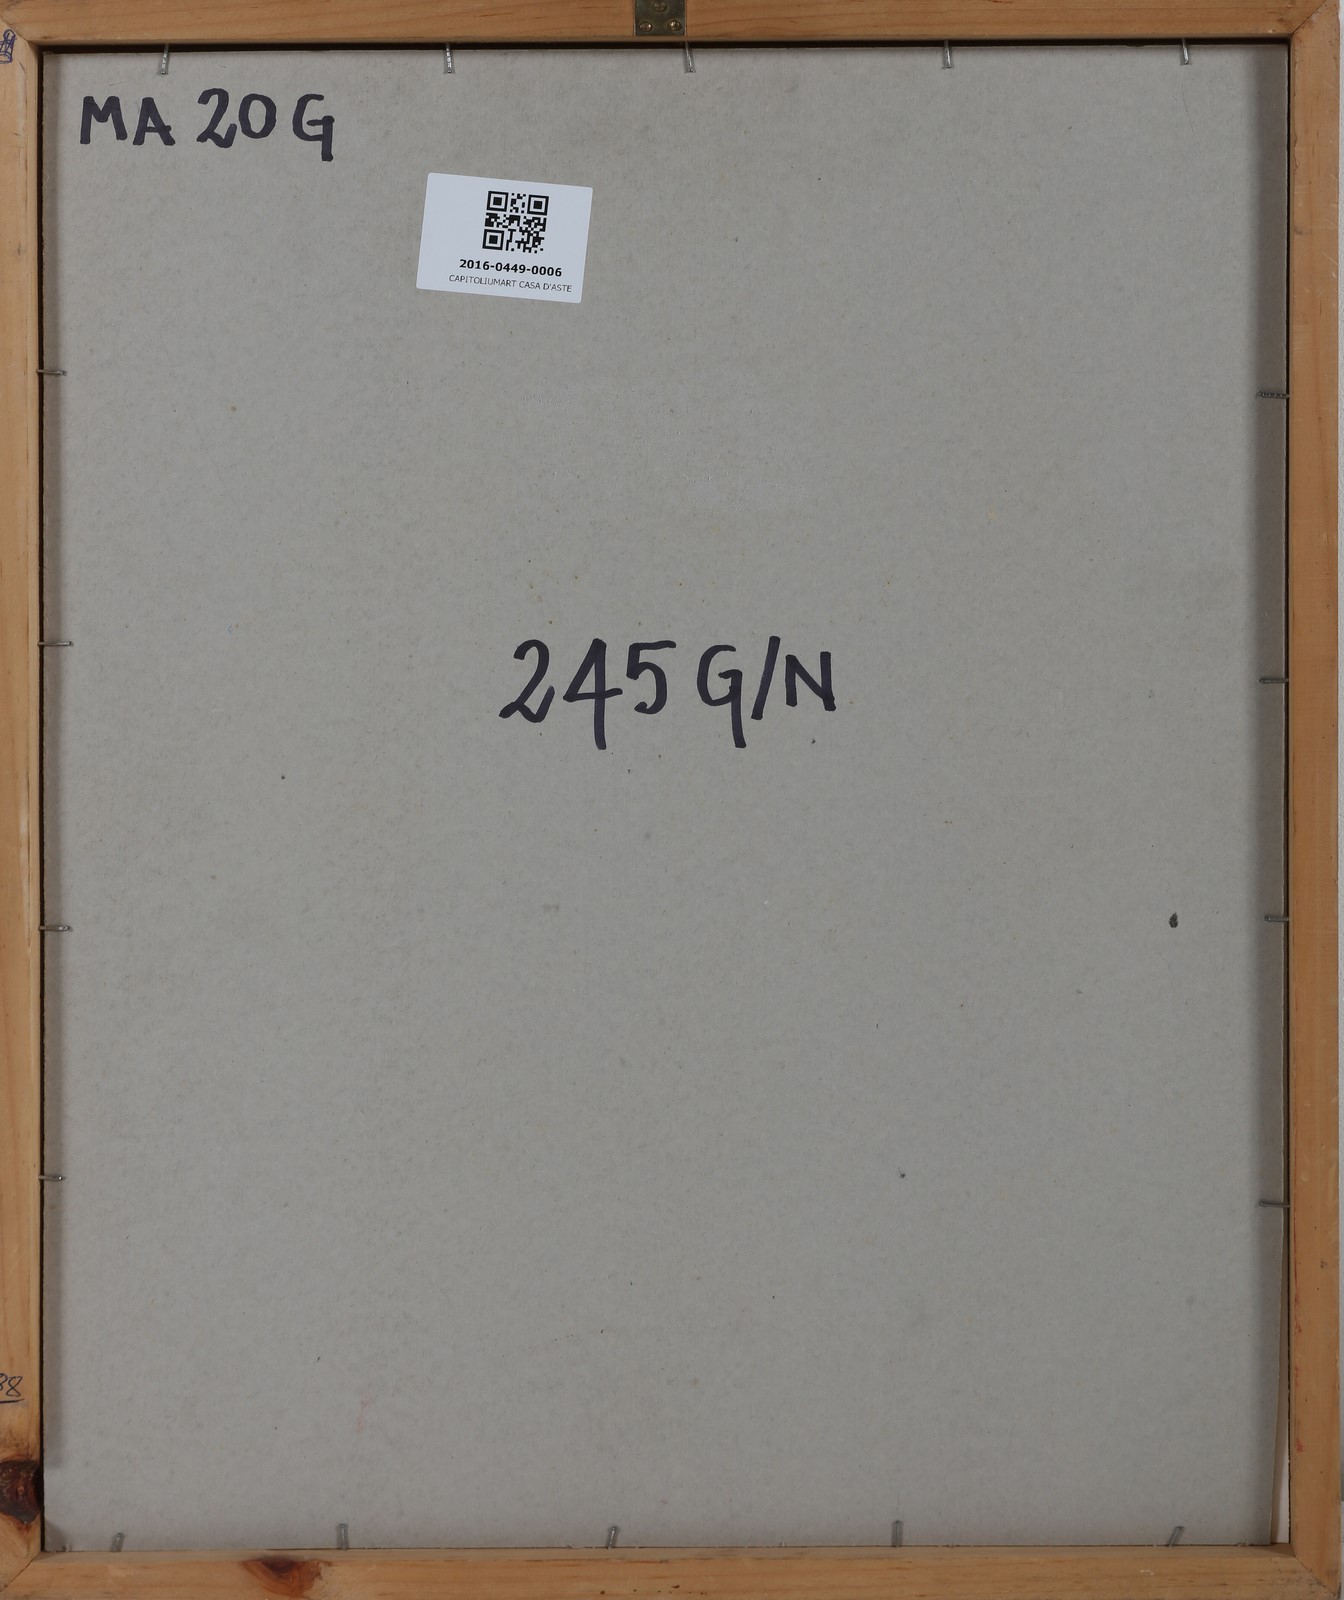 MA 20 G
2016-0449-0006
CAPITOLIUMART CASA D'ASTE
245 G/N